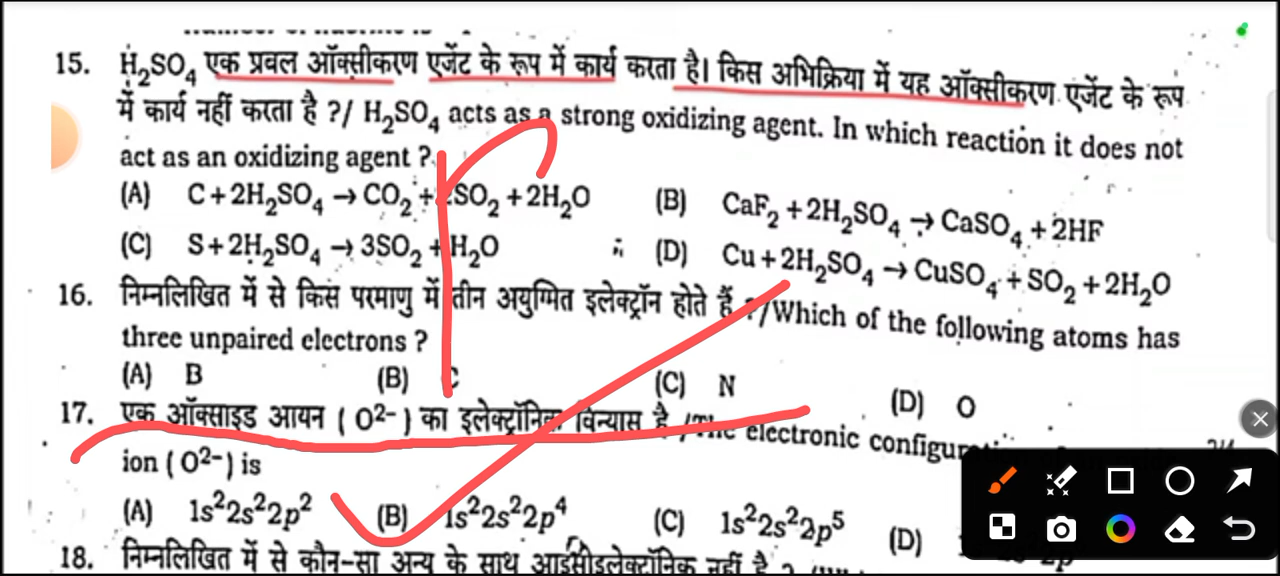 15. H₂SO₄ एक प्रवल ऑक्सीकरण एजेंट के रूप में कार्य करता है। किस अभिक्रिया में यह ऑक्सीकरण एजेंट के रूप
में कार्य नहीं करता है ?/ H₂SO₄ acts as a strong oxidizing agent. In which reaction it does not
act as an oxidizing agent ?
(A) C + 2H₂SO₄ → CO₂ + 2SO₂ + 2H₂O (B) CaF₂ + 2H₂SO₄ → CaSO₄ + 2HF
(C) S + 2H₂SO₄ → 3SO₂ + H₂O (D) Cu + 2H₂SO₄ → CuSO₄ + SO₂ + 2H₂O
16. निम्नलिखित में से किस परमाणु में तीन अयुग्मित इलेक्ट्रॉन होते हैं ?/Which of the following atoms has
three unpaired electrons ?
(A) B (B) C (C) N (D) O
17. एक ऑक्साइड आयन ( O²⁻ ) का इलेक्ट्रॉनिक विन्यास है /The electronic
ion ( O²⁻ ) is
(A) 1s²2s²2p² (B) 1s²2s²2p⁴ (C) 1s²2s²2p⁵ (D)
18. निम्नलिखित में से कौन-सा अन्य के साथ आइसोइलेक्ट्रॉनिक नहीं है ?